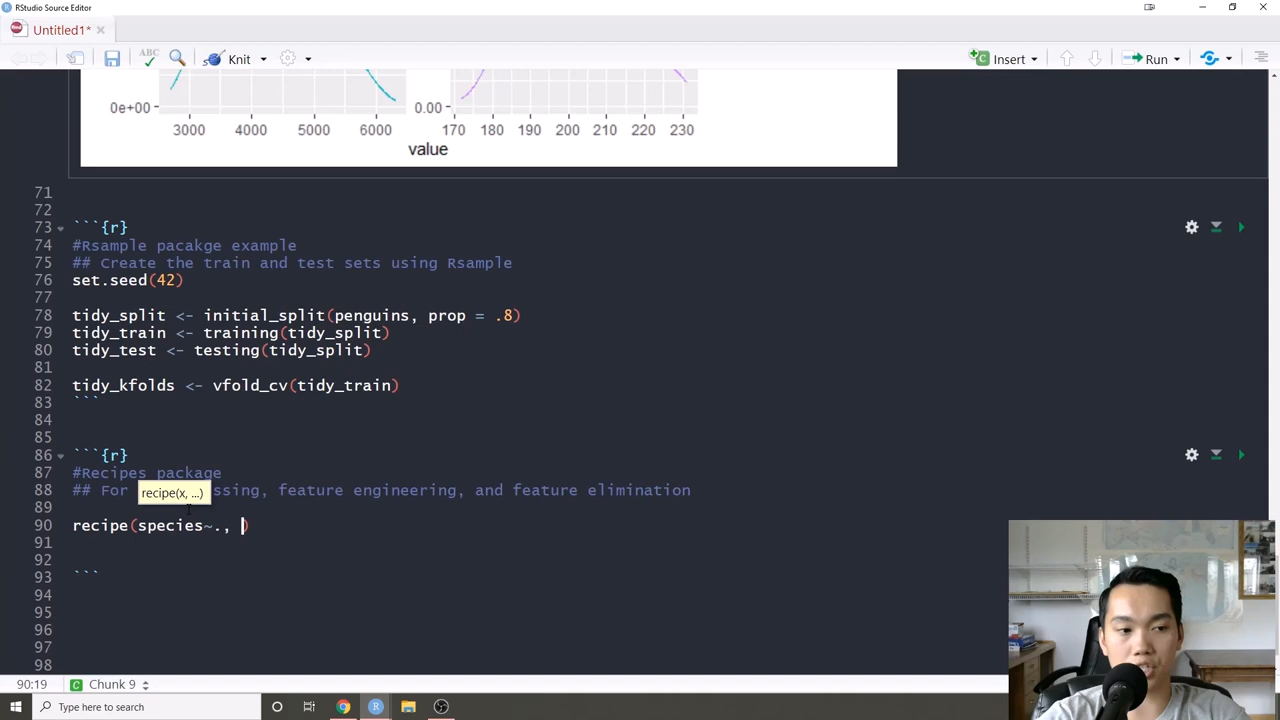 RStudio Source Editor
Untitled1*
ABC
Knit
Insert
Run
0e+00
0.00
3000 4000 5000 6000
170 180 190 200 210 220 230
value
71
72
73 ```{r}
74 #Rsample pacakge example
75 ## Create the train and test sets using Rsample
76 set.seed(42)
77
78 tidy_split <- initial_split(penguins, prop = .8)
79 tidy_train <- training(tidy_split)
80 tidy_test <- testing(tidy_split)
81
82 tidy_kfolds <- vfold_cv(tidy_train)
83 ```
84
85
86 ```{r}
87 #Recipes package
88 ## For ssing, feature engineering, and feature elimination
recipe(x, ...)
89
90 recipe(species~., )
91
92
93 ```
94
95
96
97
98
90:19 C Chunk 9
Type here to search